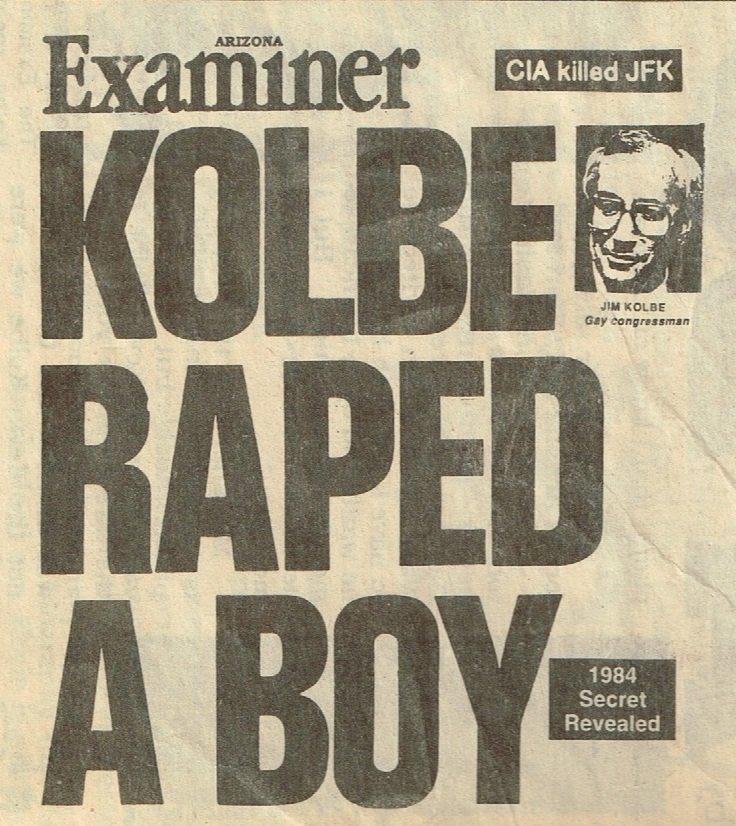 ARIZONA
Examiner
CIA killed JFK
KOLBE
JIM KOLBE
Gay congressman
RAPED
A BOY
1984
Secret
Revealed